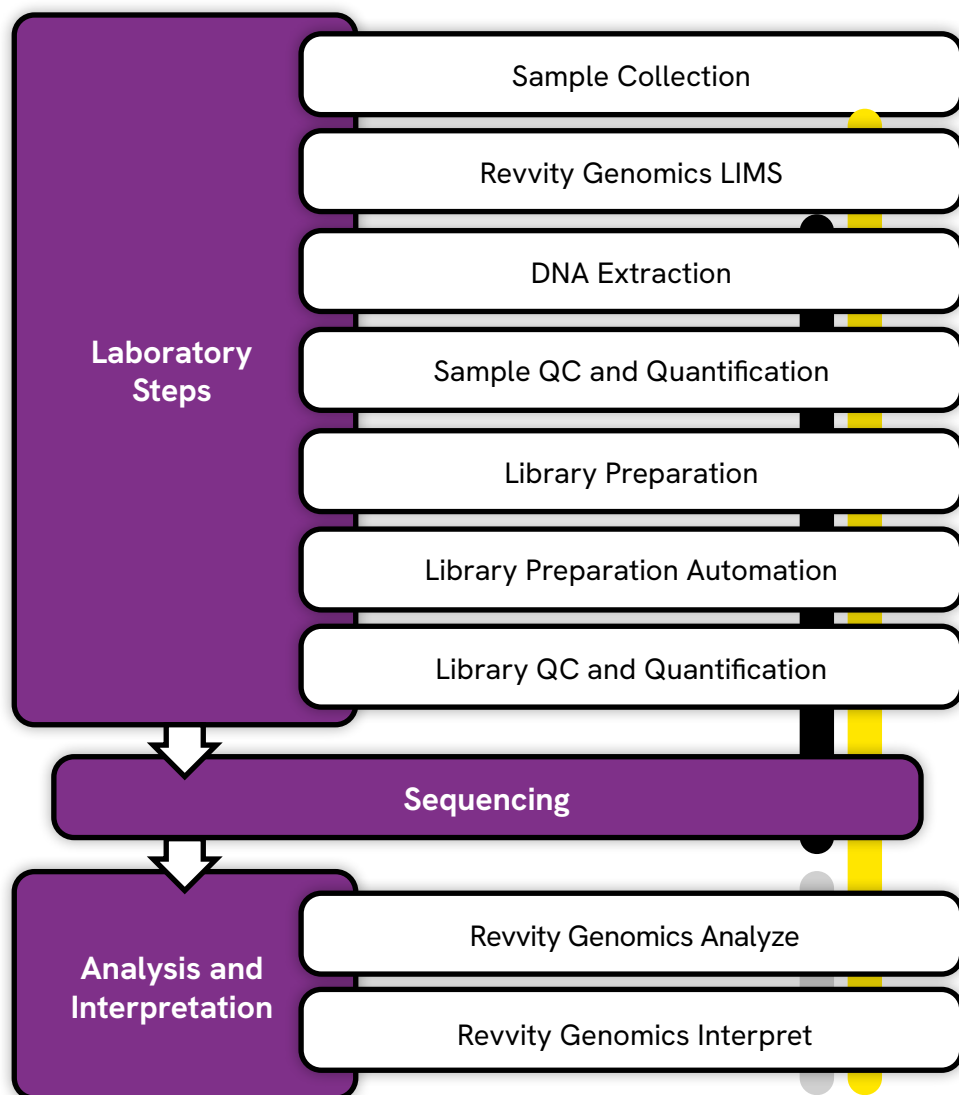 Sample Collection
Revvity Genomics LIMS
DNA Extraction
Laboratory
Steps
Sample QC and Quantification
Library Preparation
Library Preparation Automation
Library QC and Quantification
Sequencing
Revvity Genomics Analyze
Analysis and
Interpretation
Revvity Genomics Interpret